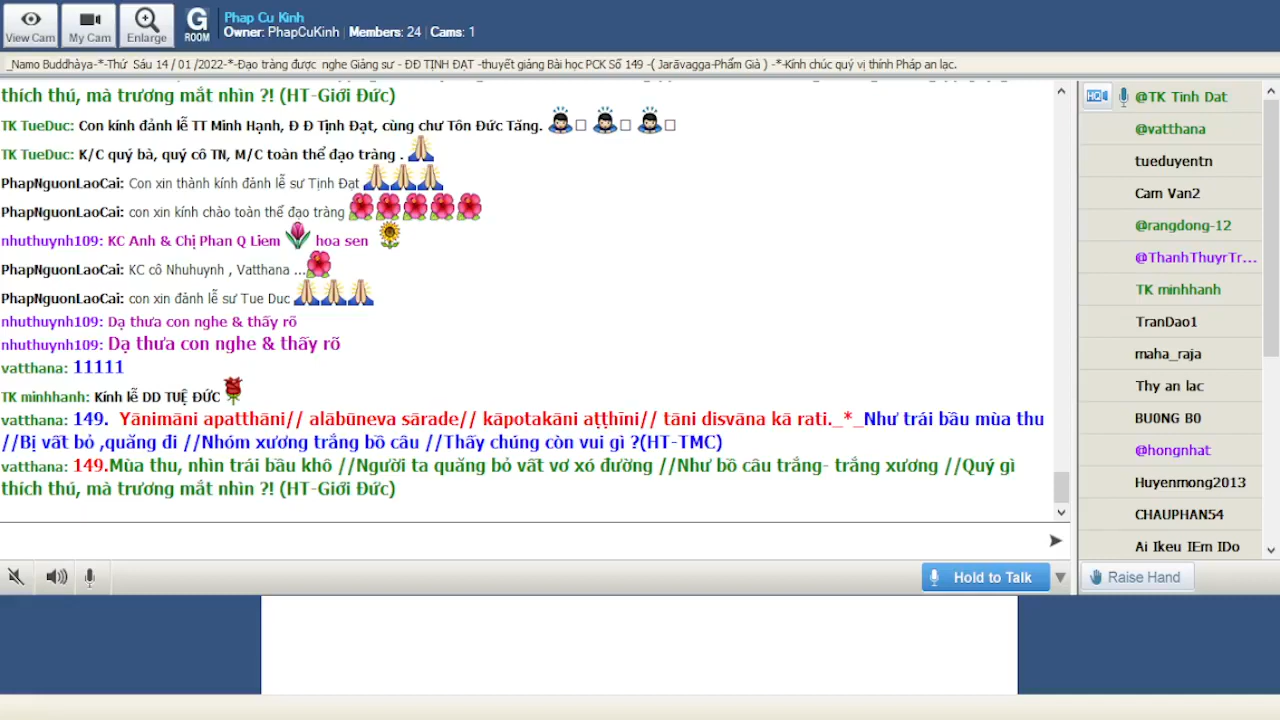 View Cam
My Cam
Enlarge
G
ROOM
Phap Cu Kinh
Owner: PhapCuKinh | Members: 24 | Cams: 1
_Namo Buddhàya-*-Thứ Sáu 14 / 01 /2022-*-Đạo tràng được nghe Giảng sư - ĐĐ TỊNH ĐẠT -thuyết giảng Bài học PCK Số 149 -( Jarāvagga-Phẩm Già ) -*-Kính chúc quý vị thính Pháp an lạc.
thích thú, mà trương mắt nhìn ?! (HT-Giới Đức)
TK TueDuc: Con kính đảnh lễ TT Minh Hạnh, Đ Đ Tịnh Đạt, cùng chư Tôn Đức Tăng.
TK TueDuc: K/C quý bà, quý cô TN, M/C toàn thể đạo tràng .
PhapNguonLaoCai: Con xin thành kính đảnh lễ sư Tịnh Đạt
PhapNguonLaoCai: con xin kính chào toàn thể đạo tràng
nhuthuynh109: KC Anh & Chị Phan Q Liem hoa sen
PhapNguonLaoCai: KC cô Nhuhuynh , Vatthana ...
PhapNguonLaoCai: con xin đảnh lễ sư Tue Duc
nhuthuynh109: Dạ thưa con nghe & thấy rõ
nhuthuynh109: Dạ thưa con nghe & thấy rõ
vatthana: 11111
TK minhhanh: Kính lễ DD TUỆ ĐỨC
vatthana: 149. Yānimāni apatthāni// alābūneva sārade// kāpotakāni aṭṭhīni// tāni disvāna kā rati._*_Như trái bầu mùa thu
//Bị vất bỏ ,quăng đi //Nhóm xương trắng bồ câu //Thấy chúng còn vui gì ?(HT-TMC)
vatthana: 149.Mùa thu, nhìn trái bầu khô //Người ta quăng bỏ vất vơ xó đường //Như bồ câu trắng- trắng xương //Quý gì
thích thú, mà trương mắt nhìn ?! (HT-Giới Đức)
Hold to Talk
@TK Tinh Dat
@vatthana
tueduyentn
Cam Van2
@rangdong-12
@ThanhThuyrTr...
TK minhhanh
TranDao1
maha_raja
Thy an lac
BU0NG B0
@hongnhat
Huyenmong2013
CHAUPHAN54
Ai Ikeu IEm IDo
Raise Hand